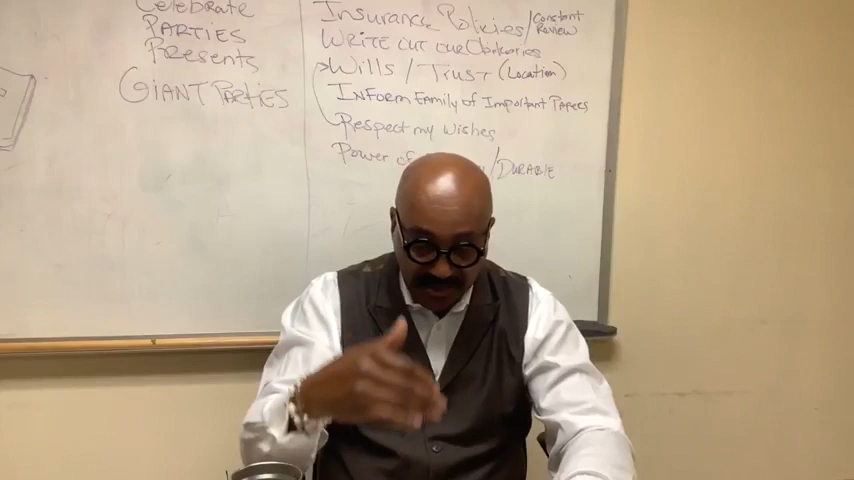 Celebrate
PARTIES
Presents
GIANT PARTIES
Insurance Policies/Constant Review
WRITE OUT OUR Obituaries
Wills / TRUST (Location)
INFORM Family of Important Papers
Respect my Wishes
Power of /DURABLE